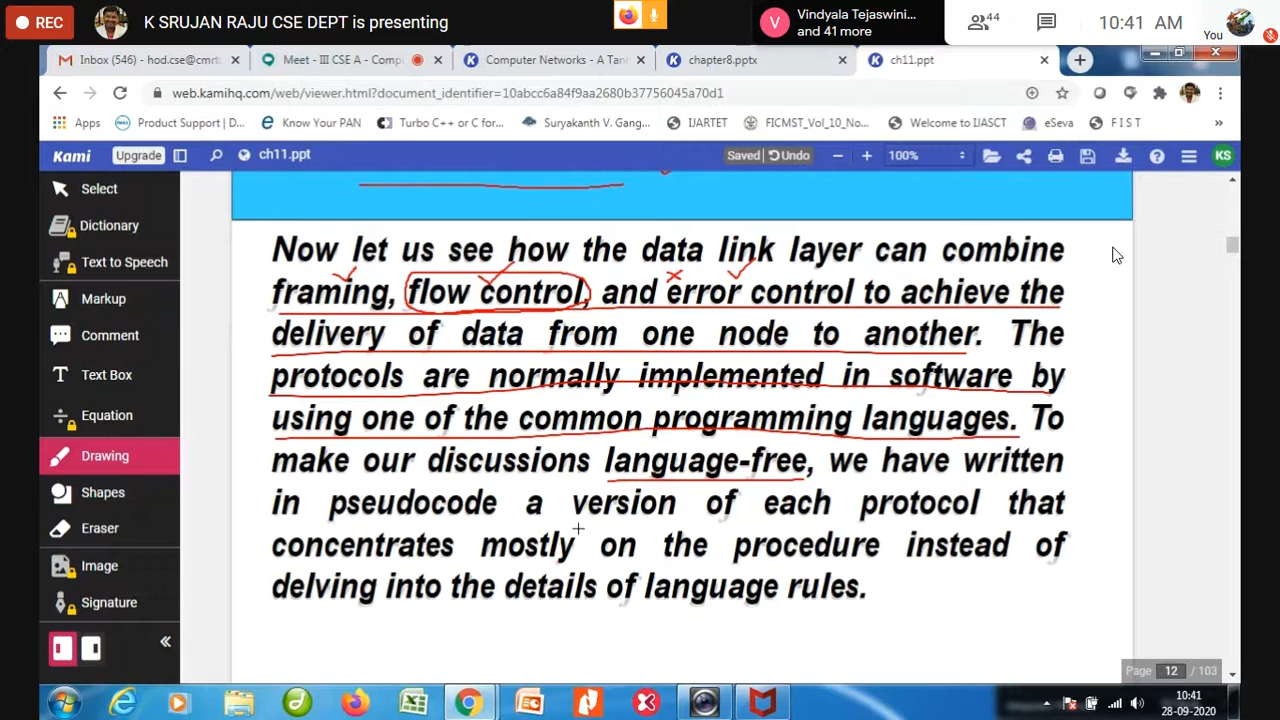 REC
K SRUJAN RAJU CSE DEPT is presenting
V
Vindyala Tejaswini...
and 41 more
44
10:41 AM
You
Inbox (546) - hod.cse@cmrt
Meet - III CSE A - Comp
Computer Networks - A Tan
chapter8.pptx
ch11.ppt
web.kamihq.com/web/viewer.html?document_identifier=10abcc6a84f9aa2680b37756045a70d1
Apps
Product Support | D...
Know Your PAN
Turbo C++ or C for...
Suryakanth V. Gang...
IJARTET
FICMST_Vol_10_No...
Welcome to IJASCT
eSeva
F I S T
»
Kami
Upgrade
ch11.ppt
Saved
Undo
100%
KS
Select
Dictionary
Text to Speech
Markup
Comment
Text Box
Equation
Drawing
Shapes
Eraser
Image
Signature
Now let us see how the data link layer can combine
framing, flow control, and error control to achieve the
delivery of data from one node to another. The
protocols are normally implemented in software by
using one of the common programming languages. To
make our discussions language-free, we have written
in pseudocode a version of each protocol that
concentrates mostly on the procedure instead of
delving into the details of language rules.
Page 12 / 103
10:41
28-09-2020